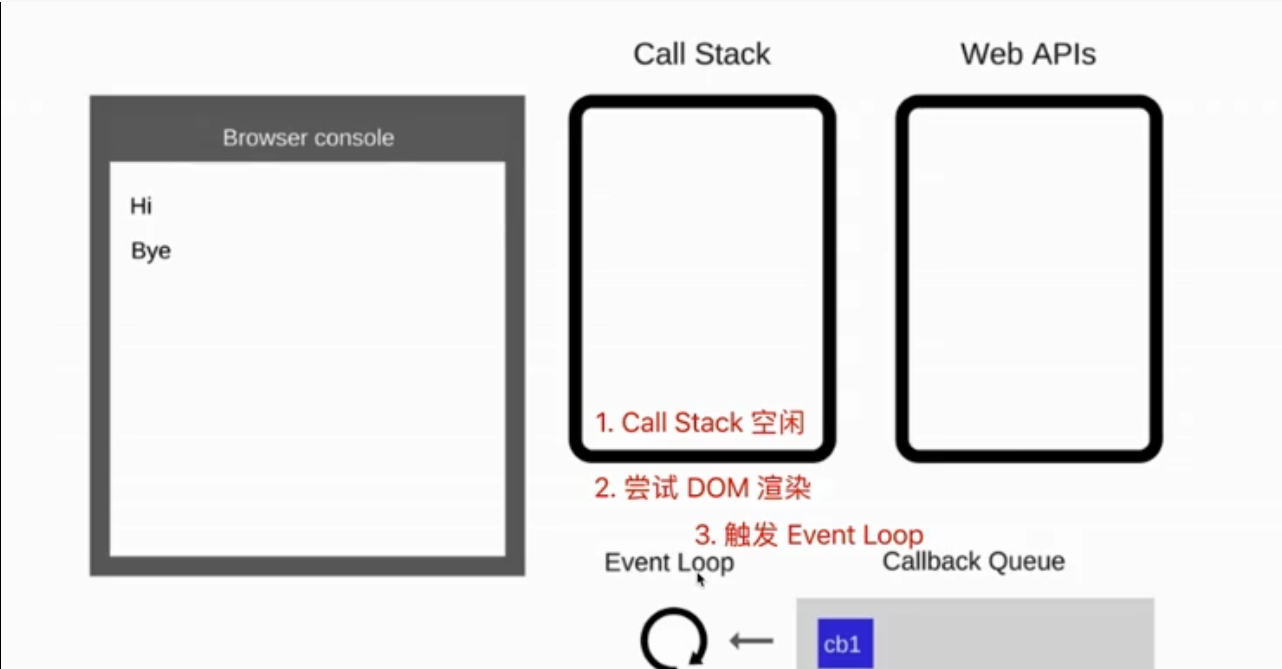 Call Stack
Web APIs
Browser console
Hi
Bye
1. Call Stack 空闲
2. 尝试 DOM 渲染
3. 触发 Event Loop
Event Loop
Callback Queue
cb1